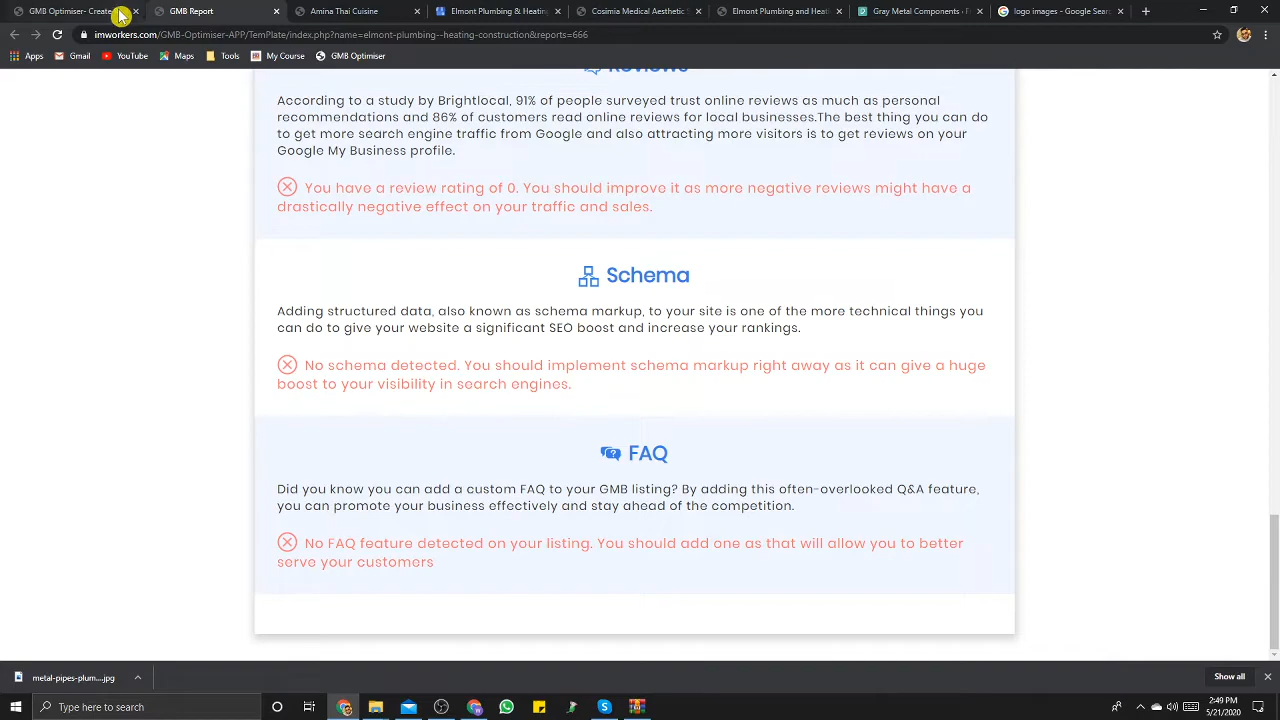 GMB Optimiser- Create
GMB Report
Amina Thai Cuisine
Elmont Plumbing & Heating
Cosimia Medical Aesthetic
Elmont Plumbing and Heat
Gray Metal Components
logo images - Google Sear
imworkers.com/GMB-Optimiser-APP/TemPlate/index.php?name=elmont-plumbing--heating-construction&reports=666
Apps
Gmail
YouTube
Maps
Tools
My Course
GMB Optimiser
Reviews
According to a study by Brightlocal, 91% of people surveyed trust online reviews as much as personal
recommendations and 86% of customers read online reviews for local businesses.The best thing you can do
to get more search engine traffic from Google and also attracting more visitors is to get reviews on your
Google My Business profile.
You have a review rating of 0. You should improve it as more negative reviews might have a
drastically negative effect on your traffic and sales.
Schema
Adding structured data, also known as schema markup, to your site is one of the more technical things you
can do to give your website a significant SEO boost and increase your rankings.
No schema detected. You should implement schema markup right away as it can give a huge
boost to your visibility in search engines.
FAQ
Did you know you can add a custom FAQ to your GMB listing? By adding this often-overlooked Q&A feature,
you can promote your business effectively and stay ahead of the competition.
No FAQ feature detected on your listing. You should add one as that will allow you to better
serve your customers
metal-pipes-plum....jpg
Show all
Type here to search
2:49 PM
5/21/2020